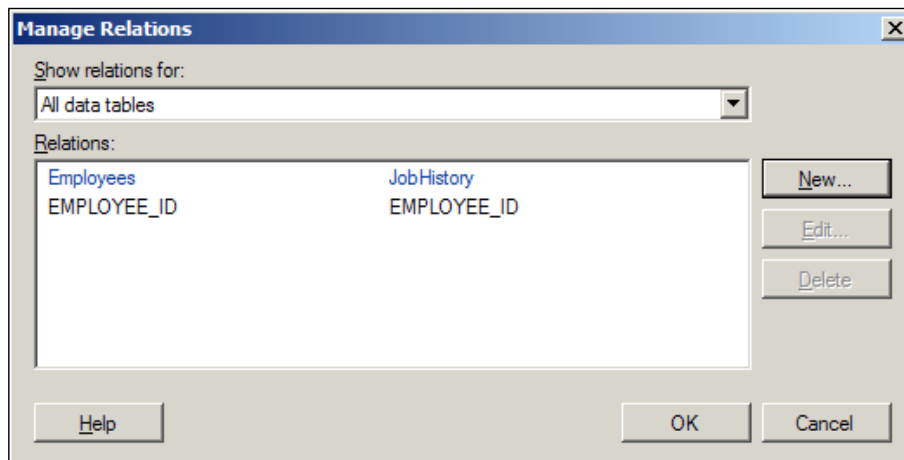 Manage Relations
Show relations for:
All data tables
Relations:
Employees JobHistory
EMPLOYEE_ID EMPLOYEE_ID
New...
Edit...
Delete
Help OK Cancel